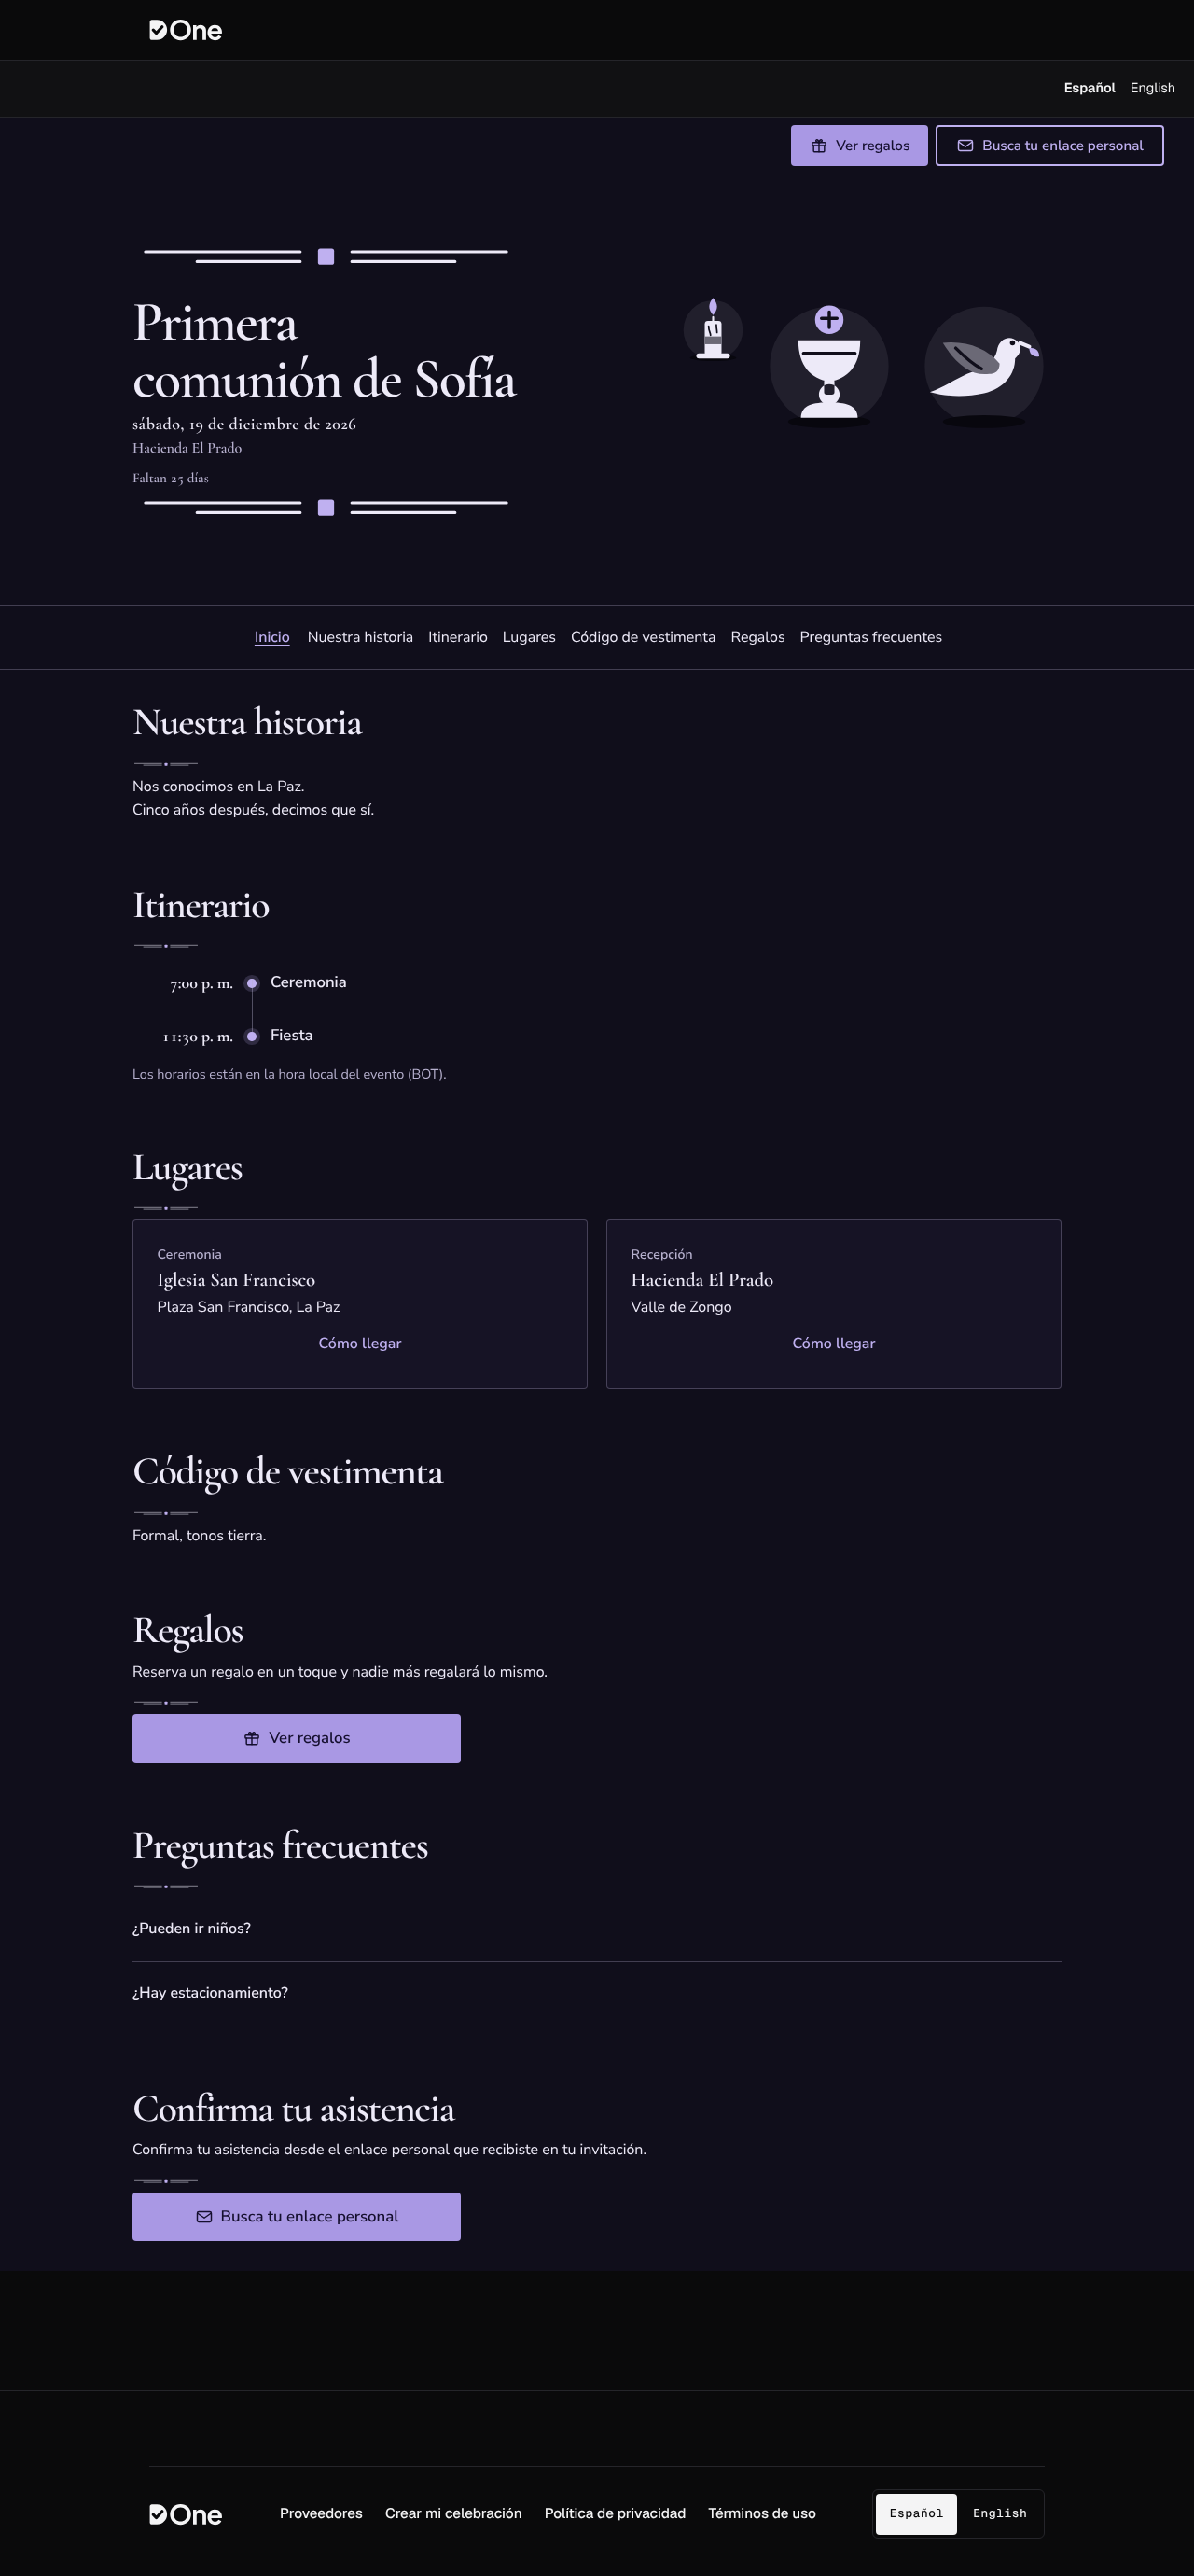 One
Español English
Ver regalos Busca tu enlace personal
Primera
comunión de Sofía
sábado, 19 de diciembre de 2026
Hacienda El Prado
Faltan 25 días
Inicio Nuestra historia Itinerario Lugares Código de vestimenta Regalos Preguntas frecuentes
Nuestra historia
Nos conocimos en La Paz.
Cinco años después, decimos que sí.
Itinerario
7:00 p. m. Ceremonia
11:30 p. m. Fiesta
Los horarios están en la hora local del evento (BOT).
Lugares
Ceremonia
Iglesia San Francisco
Plaza San Francisco, La Paz
Cómo llegar
Recepción
Hacienda El Prado
Valle de Zongo
Cómo llegar
Código de vestimenta
Formal, tonos tierra.
Regalos
Reserva un regalo en un toque y nadie más regalará lo mismo.
Ver regalos
Preguntas frecuentes
¿Pueden ir niños?
¿Hay estacionamiento?
Confirma tu asistencia
Confirma tu asistencia desde el enlace personal que recibiste en tu invitación.
Busca tu enlace personal
One Proveedores Crear mi celebración Política de privacidad Términos de uso Español English